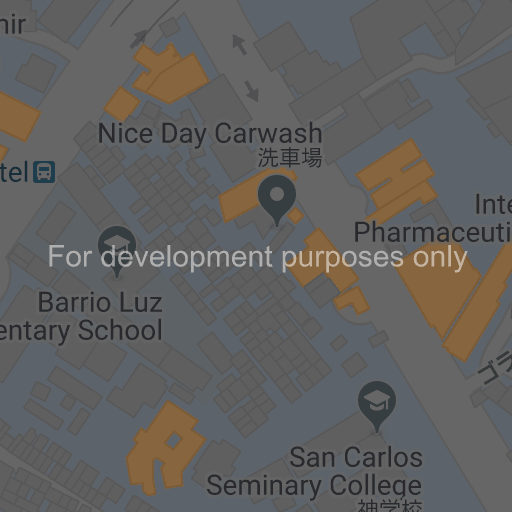 nir
Nice Day Carwash
洗車場
tel
Inte
Pharmaceuti
For development purposes only
Barrio Luz
entary School
ゴラ
San Carlos
Seminary College
神学校